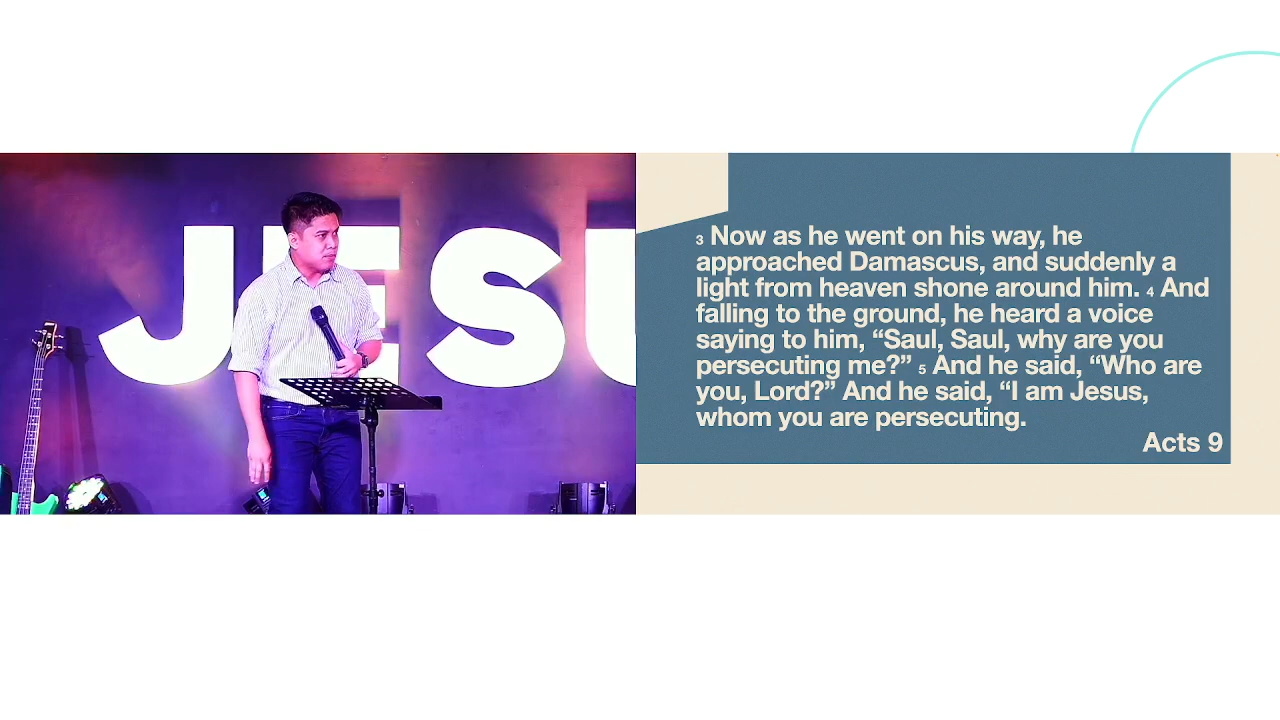 JESU
3 Now as he went on his way, he
approached Damascus, and suddenly a
light from heaven shone around him. 4 And
falling to the ground, he heard a voice
saying to him, “Saul, Saul, why are you
persecuting me?” 5 And he said, “Who are
you, Lord?” And he said, “I am Jesus,
whom you are persecuting.
Acts 9